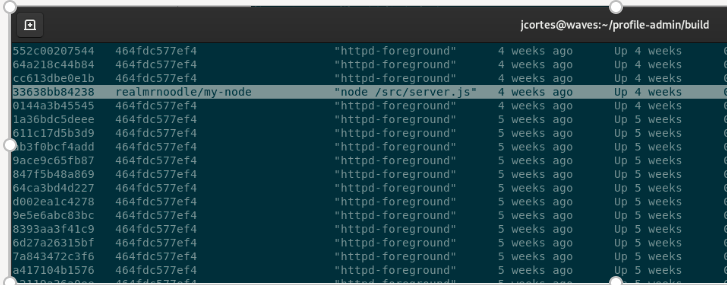 jcortes@waves:~/profile-admin/build
552c00207544 464fdc577ef4 "httpd-foreground" 4 weeks ago Up 4 weeks
64a218c44b84 464fdc577ef4 "httpd-foreground" 4 weeks ago Up 4 weeks
cc613dbe0e1b 464fdc577ef4 "httpd-foreground" 4 weeks ago Up 4 weeks
33638bb84238 realmrnoodle/my-node "node /src/server.js" 4 weeks ago Up 4 weeks
0144a3b45545 464fdc577ef4 "httpd-foreground" 4 weeks ago Up 4 weeks
1a36bdc5deee 464fdc577ef4 "httpd-foreground" 5 weeks ago Up 5 weeks
611c17d5b3d9 464fdc577ef4 "httpd-foreground" 5 weeks ago Up 5 weeks
464fdc577ef4 "httpd-foreground" 5 weeks ago Up 5 weeks
9ace9c65fb87 464fdc577ef4 "httpd-foreground" 5 weeks ago Up 5 weeks
847f5b48a869 464fdc577ef4 "httpd-foreground" 5 weeks ago Up 5 weeks
64ca3bd4d227 464fdc577ef4 "httpd-foreground" 5 weeks ago Up 5 weeks
d002ea1c4278 464fdc577ef4 "httpd-foreground" 5 weeks ago Up 5 weeks
9e5e6abc83bc 464fdc577ef4 "httpd-foreground" 5 weeks ago Up 5 weeks
8393aa3f41c9 464fdc577ef4 "httpd-foreground" 5 weeks ago Up 5 weeks
6d27a26315bf 464fdc577ef4 "httpd-foreground" 5 weeks ago Up 5 weeks
7a843472c3f6 464fdc577ef4 "httpd-foreground" 5 weeks ago Up 5 weeks
a417104b1576 464fdc577ef4 "httpd-foreground" 5 weeks ago Up 5 weeks